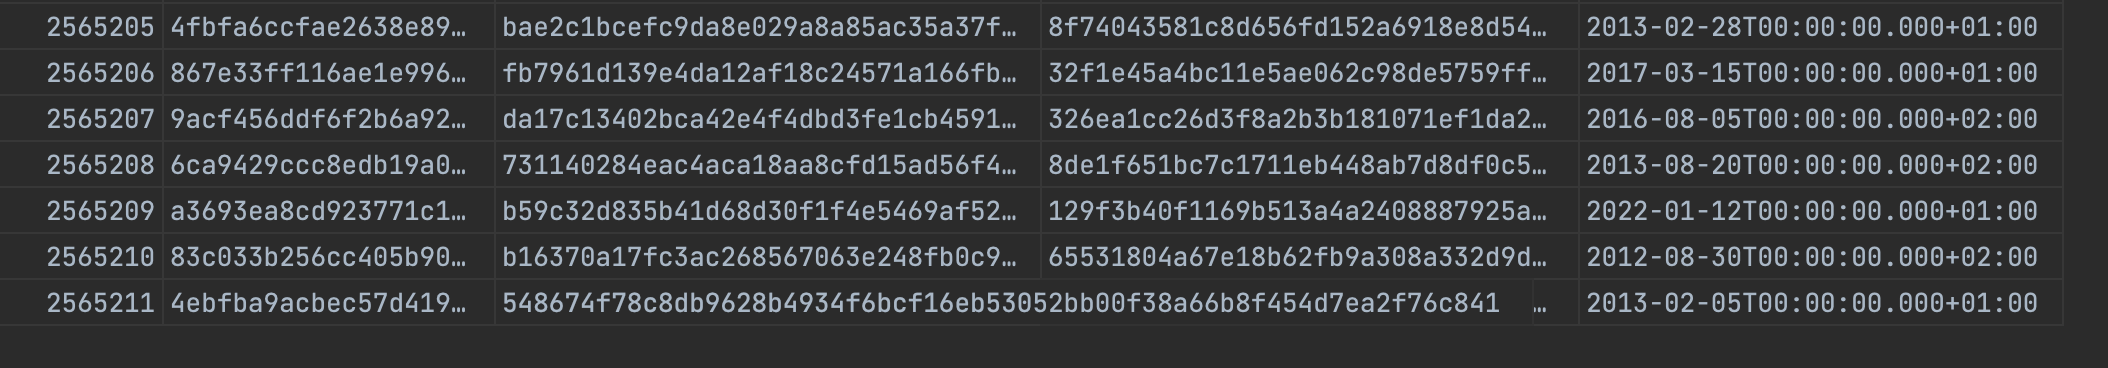 2565205 4fbfa6ccfae2638e89… bae2c1bcefc9da8e029a8a85ac35a37f… 8f74043581c8d656fd152a6918e8d54… 2013-02-28T00:00:00.000+01:00
2565206 867e33ff116ae1e996… fb7961d139e4da12af18c24571a166fb… 32f1e45a4bc11e5ae062c98de5759ff… 2017-03-15T00:00:00.000+01:00
2565207 9acf456ddf6f2b6a92… da17c13402bca42e4f4dbd3fe1cb4591… 326ea1cc26d3f8a2b3b181071ef1da2… 2016-08-05T00:00:00.000+02:00
2565208 6ca9429ccc8edb19a0… 731140284eac4aca18aa8cfd15ad56f4… 8de1f651bc7c1711eb448ab7d8df0c5… 2013-08-20T00:00:00.000+02:00
2565209 a3693ea8cd923771c1… b59c32d835b41d68d30f1f4e5469af52… 129f3b40f1169b513a4a2408887925a… 2022-01-12T00:00:00.000+01:00
2565210 83c033b256cc405b90… b16370a17fc3ac268567063e248fb0c9… 65531804a67e18b62fb9a308a332d9d… 2012-08-30T00:00:00.000+02:00
2565211 4ebfba9acbec57d419… 548674f78c8db9628b4934f6bcf16eb53052bb00f38a66b8f454d7ea2f76c841 … 2013-02-05T00:00:00.000+01:00